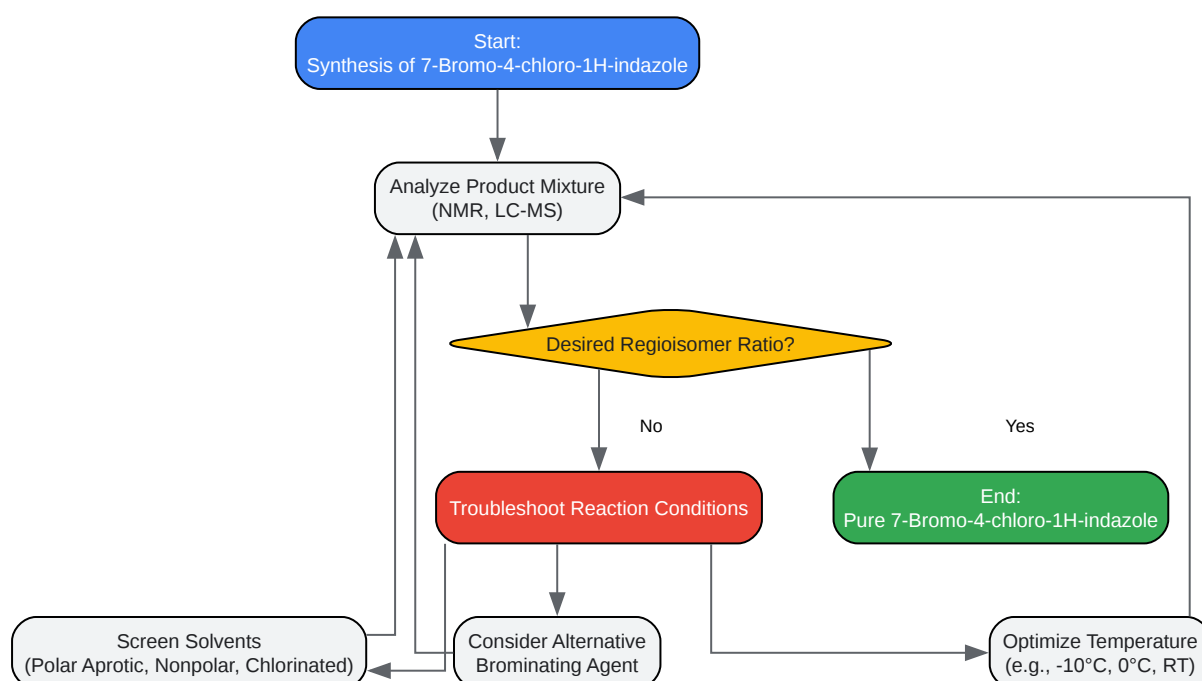 Start:
Synthesis of 7-Bromo-4-chloro-1H-indazole
Analyze Product Mixture
(NMR, LC-MS)
Desired Regioisomer Ratio?
No
Yes
Troubleshoot Reaction Conditions
End:
Pure 7-Bromo-4-chloro-1H-indazole
Screen Solvents
(Polar Aprotic, Nonpolar, Chlorinated)
Consider Alternative
Brominating Agent
Optimize Temperature
(e.g., -10°C, 0°C, RT)